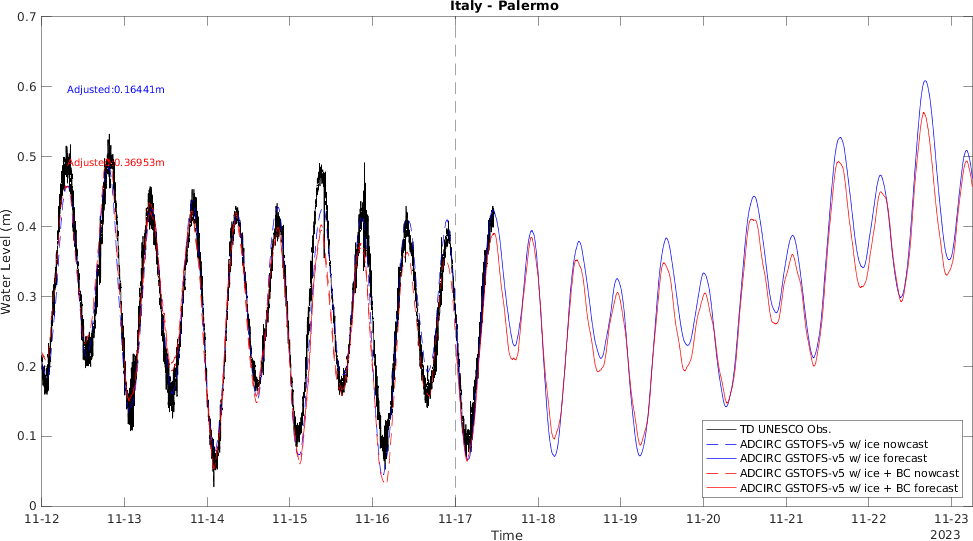 Italy - Palermo
0.7
0.6
0.5
0.4
0.3
0.2
0.1
0
Water Level (m)
Adjusted:0.16441m
Adjusted:0.36953m
TD UNESCO Obs.
ADCIRC GSTOFS-v5 w/ ice nowcast
ADCIRC GSTOFS-v5 w/ ice forecast
ADCIRC GSTOFS-v5 w/ ice + BC nowcast
ADCIRC GSTOFS-v5 w/ ice + BC forecast
11-12 11-13 11-14 11-15 11-16 11-17 11-18 11-19 11-20 11-21 11-22 11-23
2023
Time